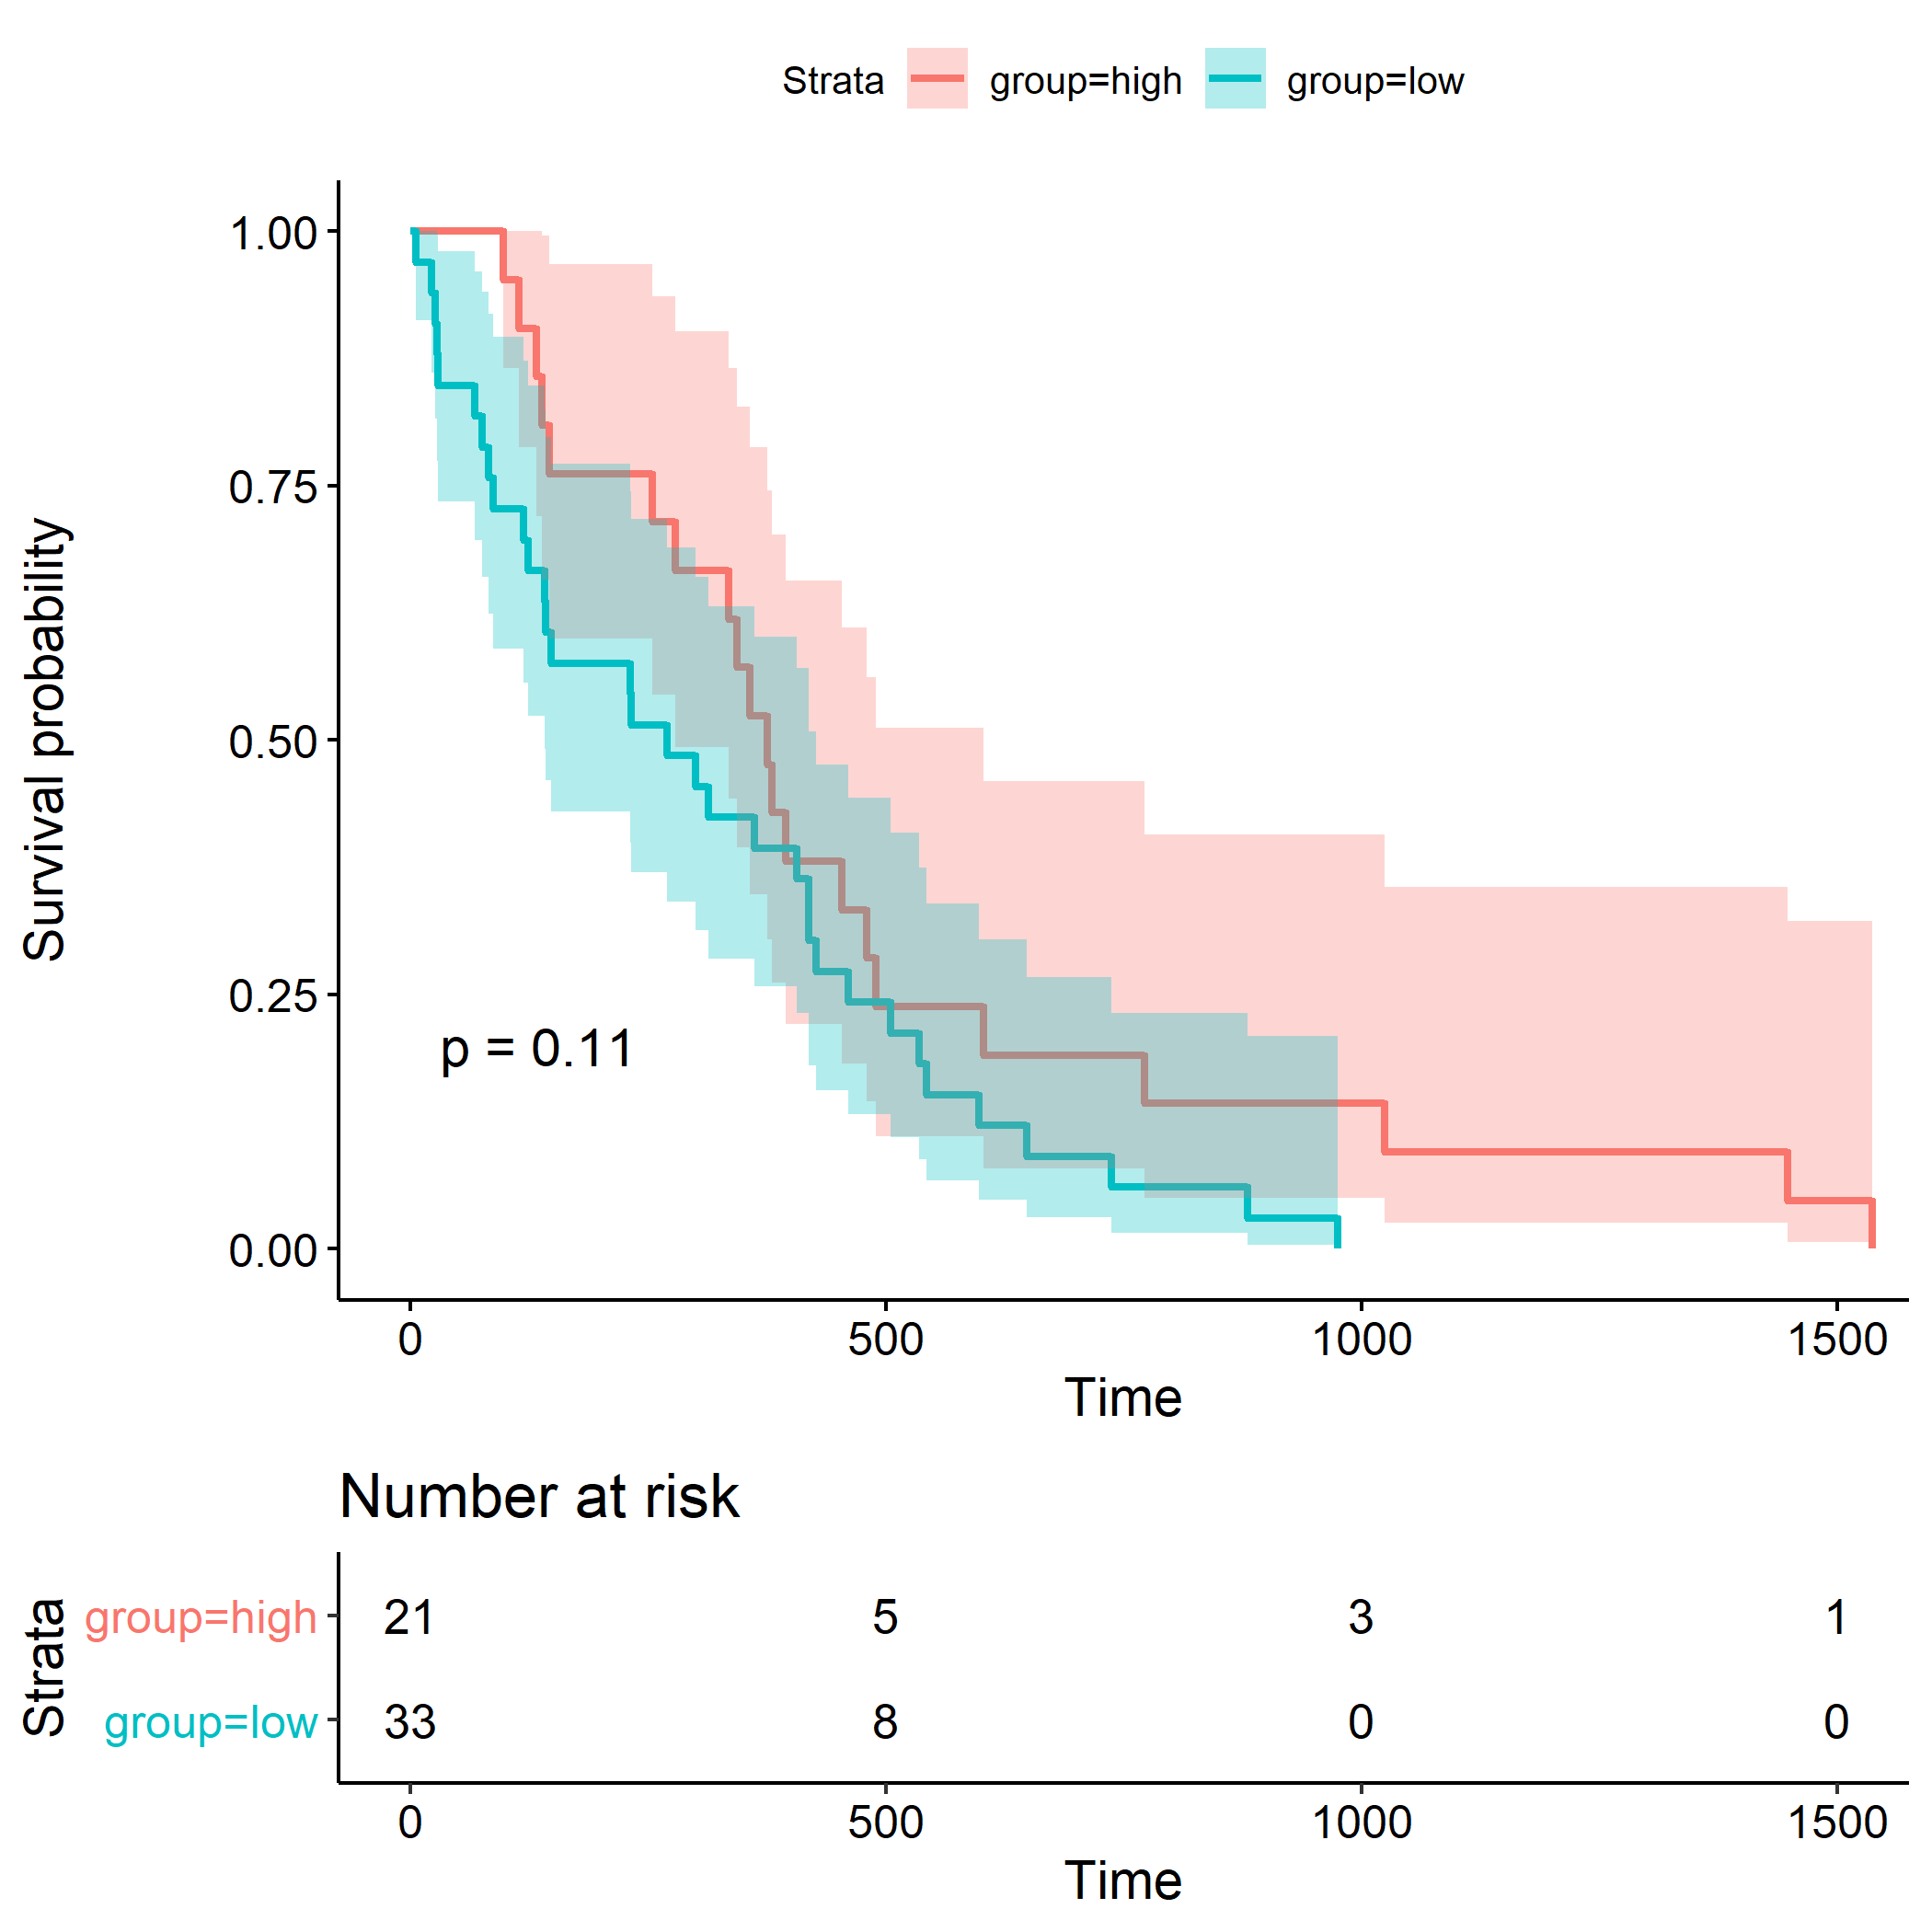 Strata group=high group=low
Survival probability
1.00
0.75
0.50
0.25
0.00
p = 0.11
0 500 1000 1500
Time
Number at risk
Strata
group=high 21 5 3 1
group=low 33 8 0 0
0 500 1000 1500
Time